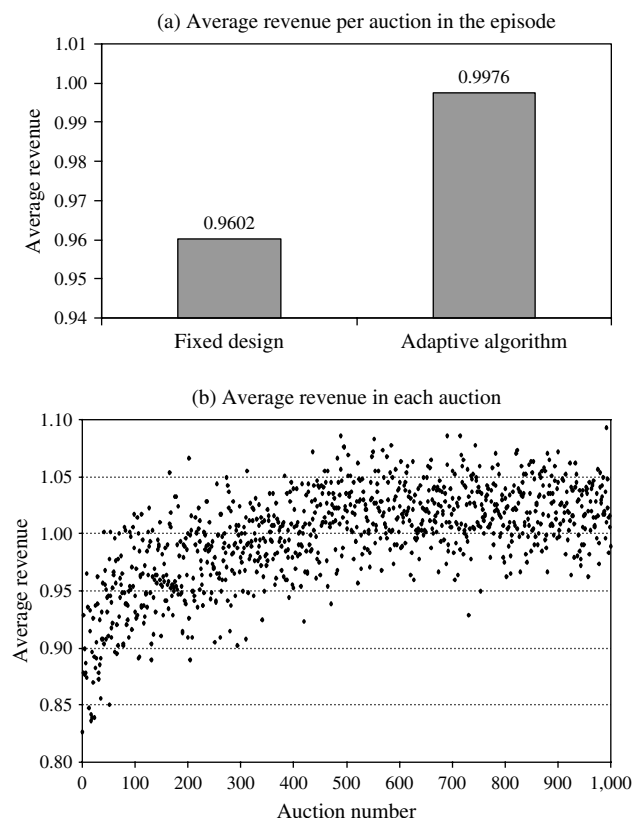 (a) Average revenue per auction in the episode
1.01
1.00
0.99
0.98
0.97
0.96
0.95
0.94
Average revenue
0.9602
0.9976
Fixed design
Adaptive algorithm
(b) Average revenue in each auction
1.10
1.05
1.00
0.95
0.90
0.85
0.80
Average revenue
0 100 200 300 400 500 600 700 800 900 1,000
Auction number